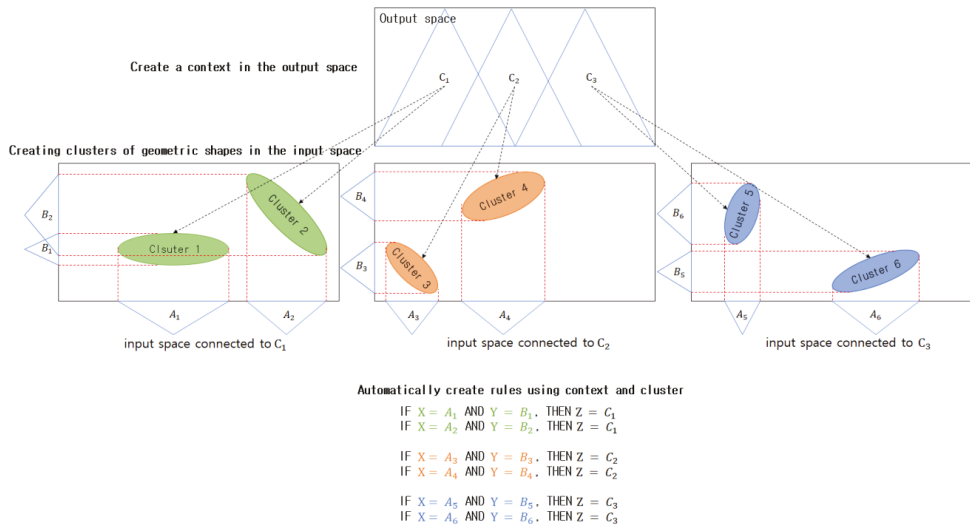 Output space
Create a context in the output space
C1
C2
C3
Creating clusters of geometric shapes in the input space
B2
B1
Clsuter 1
Cluster 2
A1
A2
input space connected to C1
B4
B3
Cluster 4
Cluster 3
A3
A4
input space connected to C2
B6
B5
Cluster 5
Cluster 6
A5
A6
input space connected to C3
Automatically create rules using context and cluster
IF X = A1 AND Y = B1. THEN Z = C1
IF X = A2 AND Y = B2. THEN Z = C1
IF X = A3 AND Y = B3. THEN Z = C2
IF X = A4 AND Y = B4. THEN Z = C2
IF X = A5 AND Y = B5. THEN Z = C3
IF X = A6 AND Y = B6. THEN Z = C3